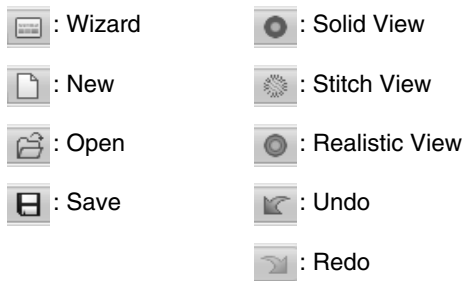 : Wizard
: New
: Open
: Save
: Solid View
: Stitch View
: Realistic View
: Undo
: Redo